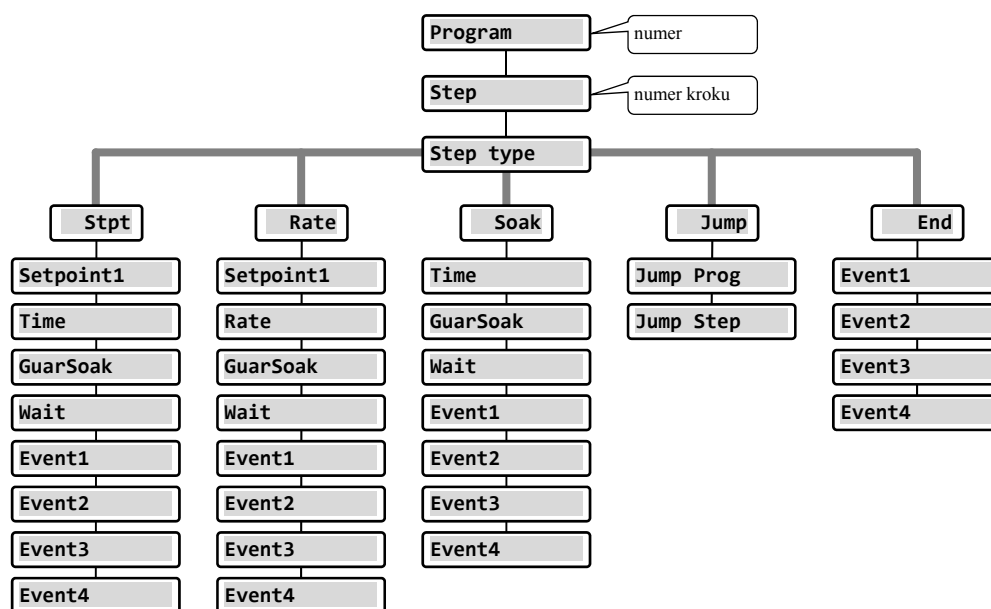 Program
numer
Step
numer kroku
Step type
Stpt
Rate
Soak
Jump
End
Setpoint1
Setpoint1
Time
Jump Prog
Event1
Time
Rate
GuarSoak
Jump Step
Event2
GuarSoak
GuarSoak
Wait
Event3
Wait
Wait
Event1
Event4
Event1
Event1
Event2
Event2
Event2
Event3
Event3
Event3
Event4
Event4
Event4